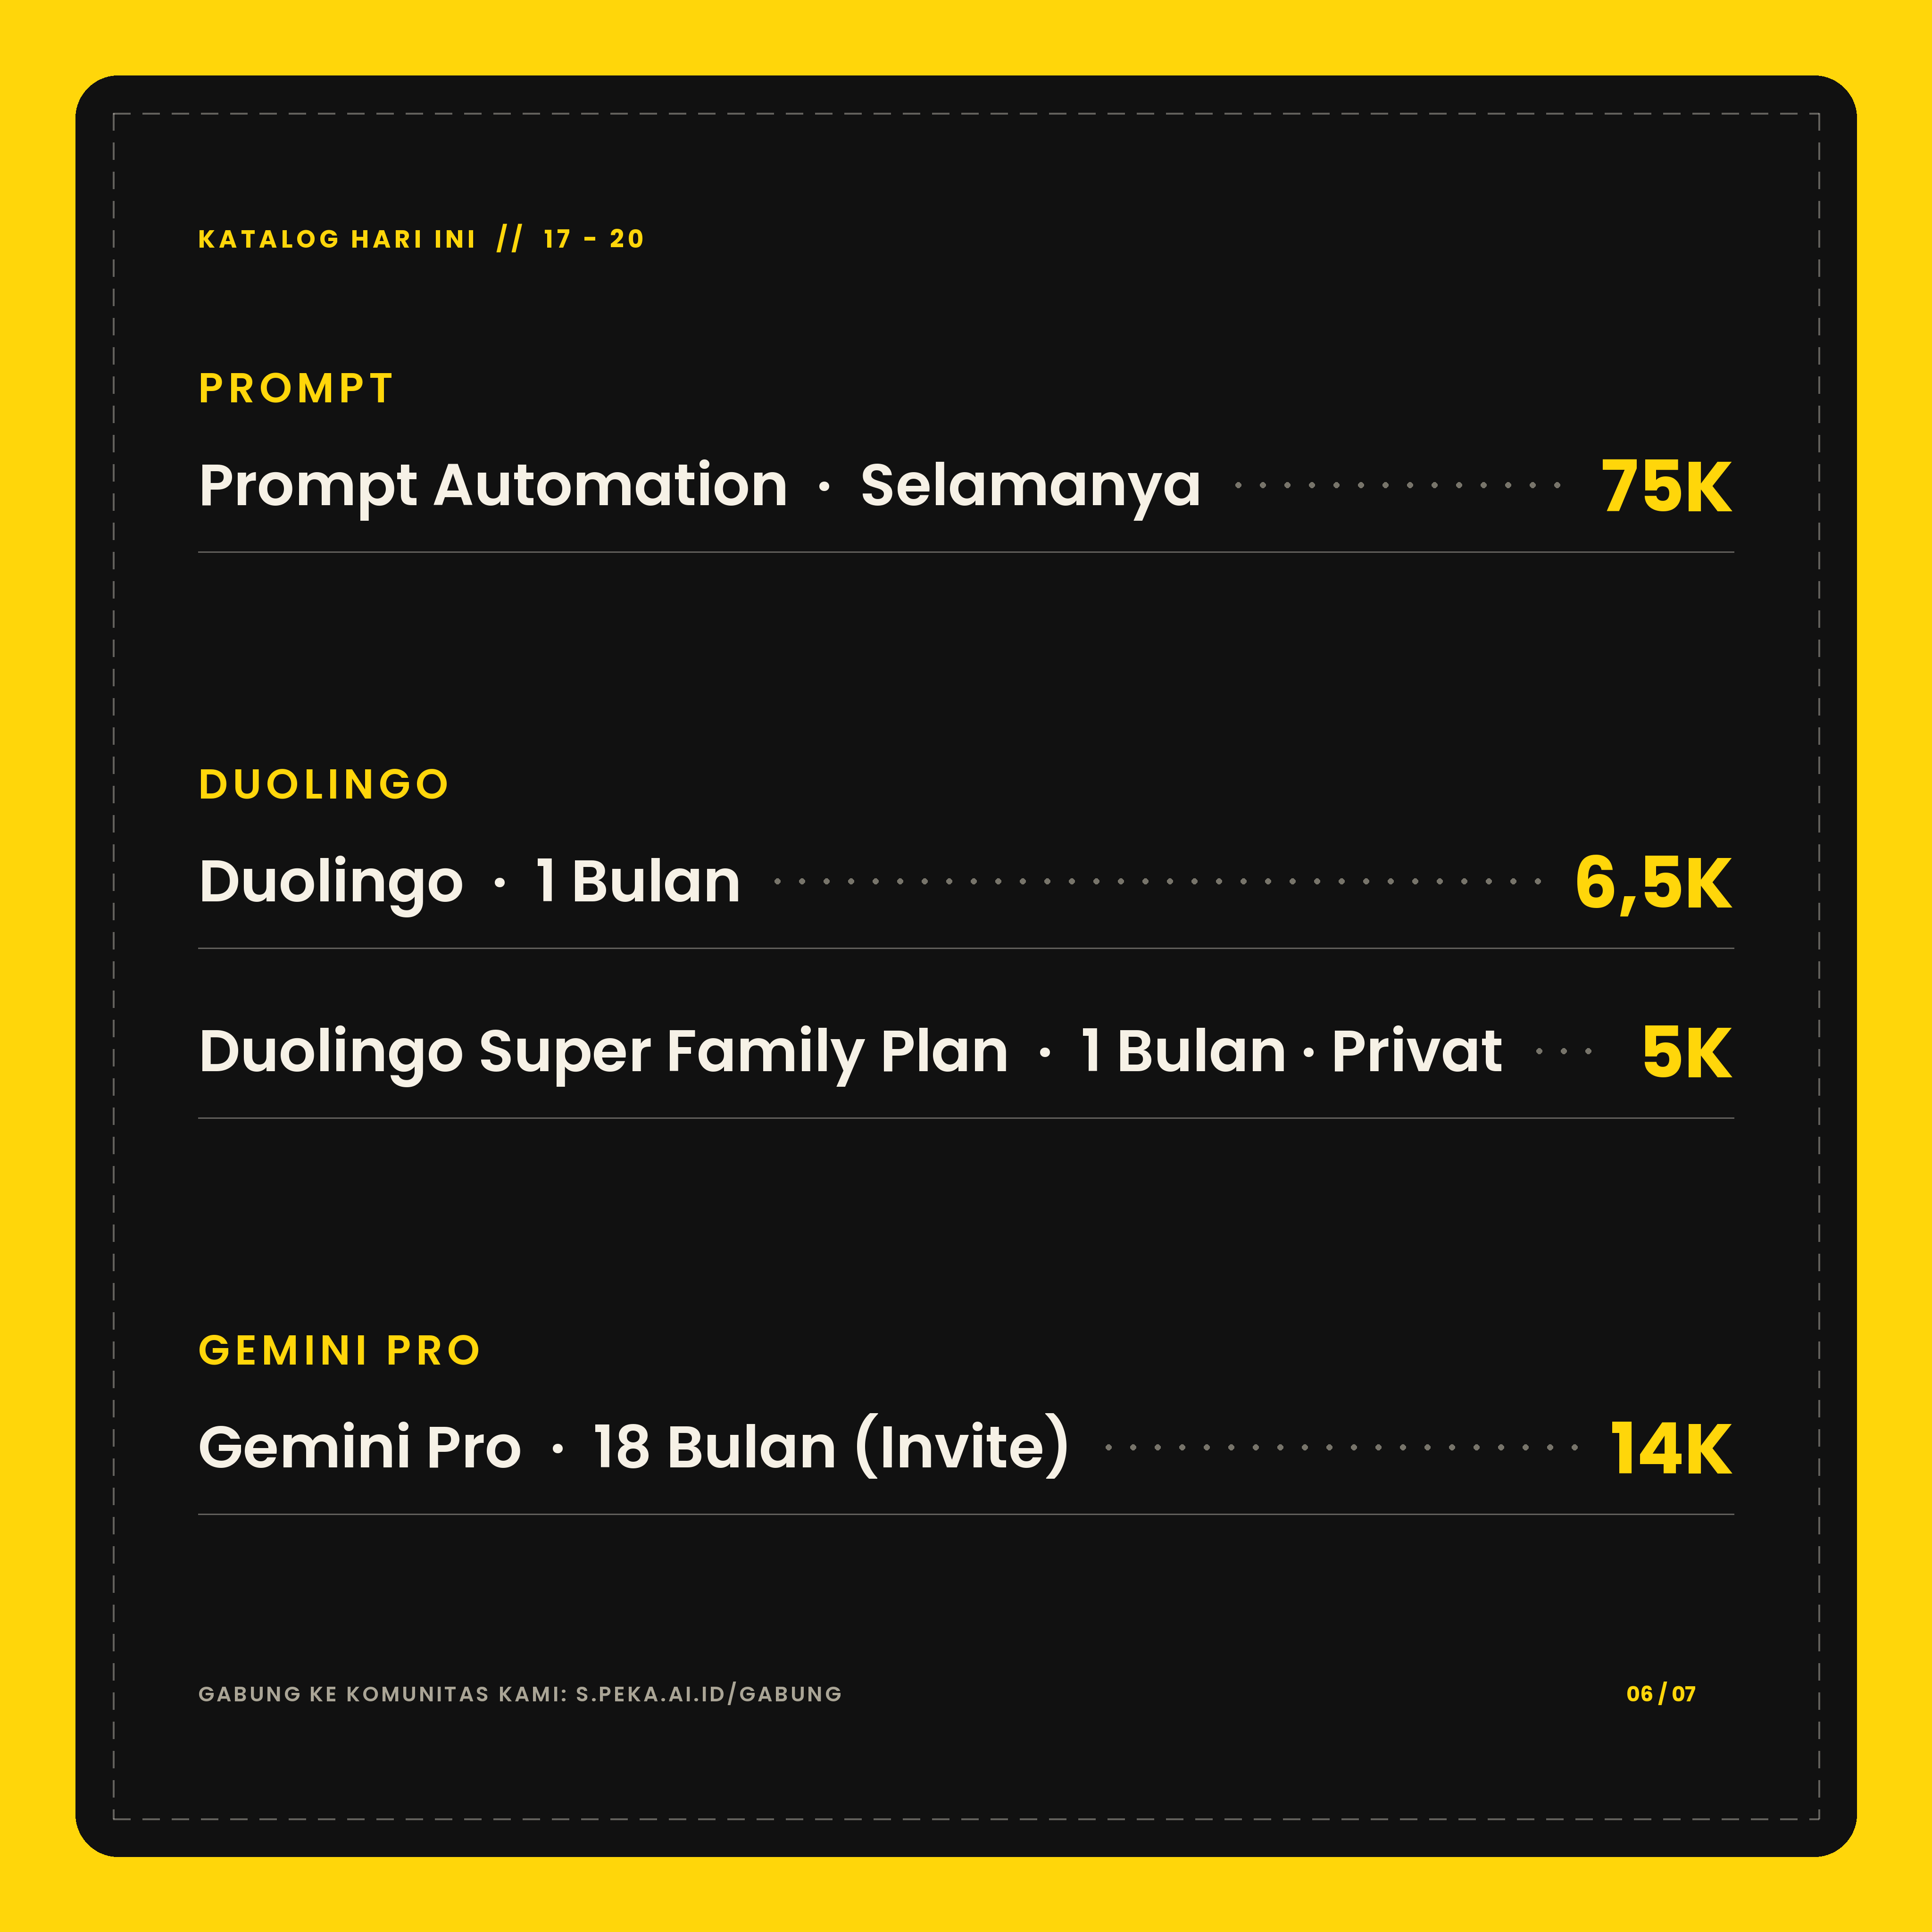 KATALOG HARI INI // 17 - 20
PROMPT
Prompt Automation · Selamanya 75K
DUOLINGO
Duolingo · 1 Bulan 6,5K
Duolingo Super Family Plan · 1 Bulan · Privat 5K
GEMINI PRO
Gemini Pro · 18 Bulan (Invite) 14K
GABUNG KE KOMUNITAS KAMI: S.PEKA.AI.ID/GABUNG 06 / 07